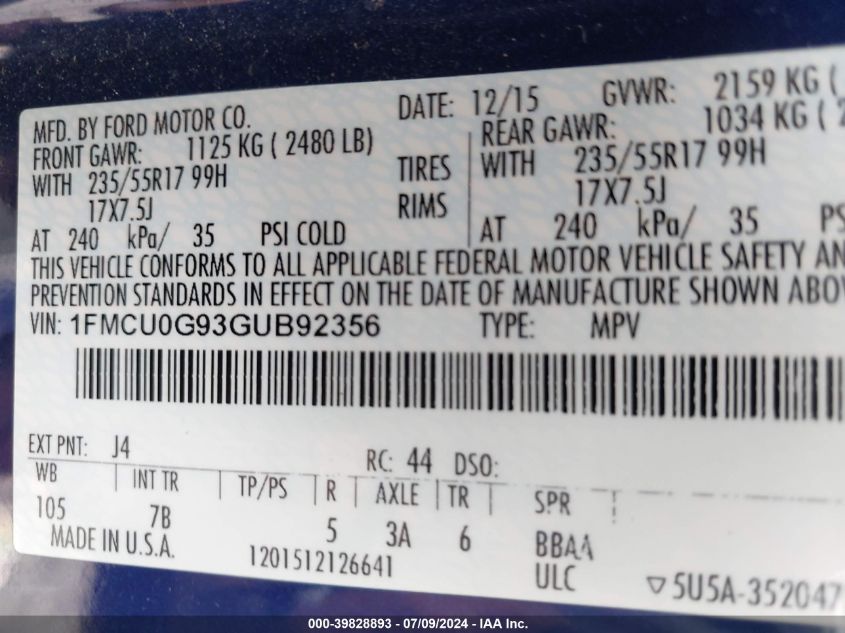 MFD. BY FORD MOTOR CO. DATE: 12/15 GVWR: 2159 KG (
FRONT GAWR: 1125 KG ( 2480 LB) REAR GAWR: 1034 KG ( 2
WITH 235/55R17 99H TIRES WITH 235/55R17 99H
17X7.5J RIMS 17X7.5J
AT 240 kPa/ 35 PSI COLD AT 240 kPa/ 35 PS
THIS VEHICLE CONFORMS TO ALL APPLICABLE FEDERAL MOTOR VEHICLE SAFETY AN
PREVENTION STANDARDS IN EFFECT ON THE DATE OF MANUFACTURE SHOWN ABO
VIN: 1FMCU0G93GUB92356 TYPE: MPV
EXT PNT: J4 RC: 44 DSO:
WB INT TR TP/PS R AXLE TR SPR
105 7B 5 3A 6 BBAA
MADE IN U.S.A. 1201512126641 ULC ▽5U5A-352047
000-39828893 / 07/09/2024 - IAA Inc.